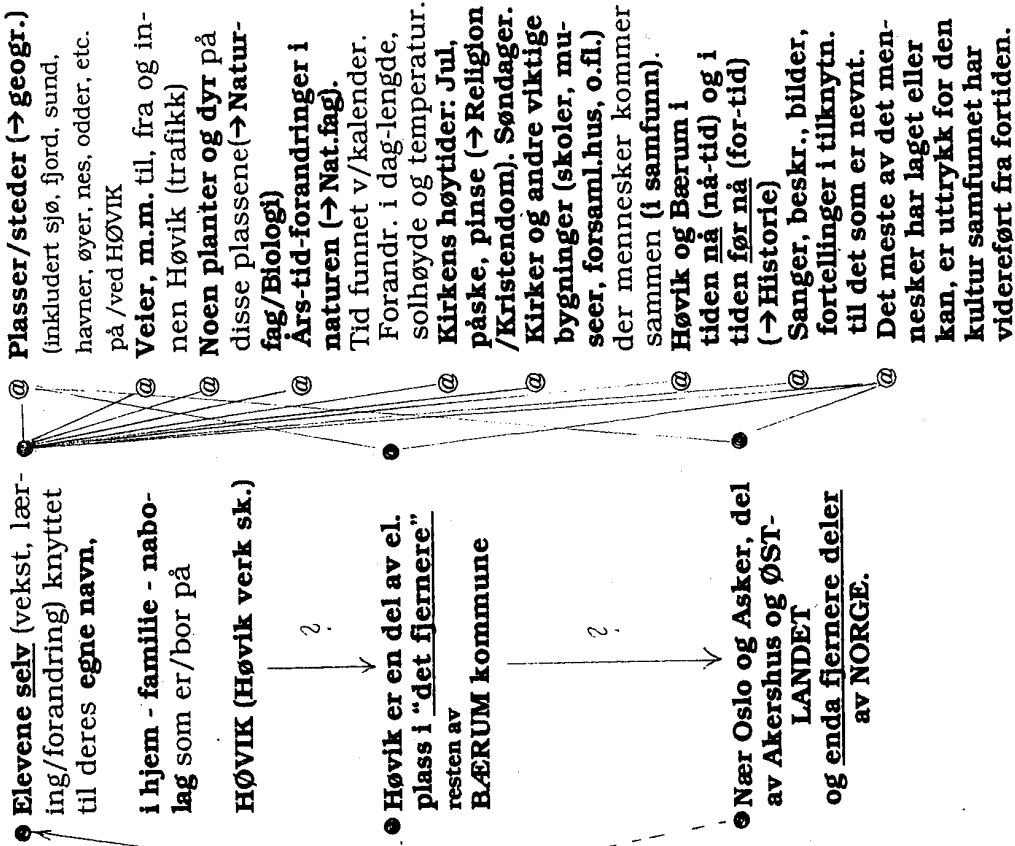 ● Elevene selv (vekst, lær-
ing/forandring) knyttet
til deres egne navn,
i hjem - familie - nabo-
lag som er/bor på
HØVIK (Høvik verk sk.)
?
● Høvik er en del av el.
plass i “det fjernere”
resten av
BÆRUM kommune
?
● Nær Oslo og Asker, del
av Akershus og ØST-
LANDET
og enda fjernere deler
av NORGE.
@ Plasser/steder (→ geogr.)
(inkludert sjø, fjord, sund,
havner, øyer, nes, odder, etc.
på /ved HØVIK
@ Veier, m.m. til, fra og in-
nen Høvik (trafikk)
@ Noen planter og dyr på
disse plassene(→Natur-
fag/Biologi)
@ Års-tid-forandringer i
naturen (→Nat.fag).
Tid funnet v/kalender.
Forandr. i dag-lengde,
solhøyde og temperatur.
@ Kirkens høytider: Jul,
påske, pinse (→Religion
/Kristendom). Søndager.
@ Kirker og andre viktige
bygninger (skoler, mu-
seer, forsaml.hus, o.fl.)
der mennesker kommer
sammen (i samfunn).
@ Høvik og Bærum i
tiden nå (nå-tid) og i
tiden før nå (for-tid)
(→Historie)
@ Sanger, beskr., bilder,
fortellinger i tilknytn.
til det som er nevnt.
@ Det meste av det men-
nesker har laget eller
kan, er uttrykk for den
kultur samfunnet har
videreført fra fortiden.